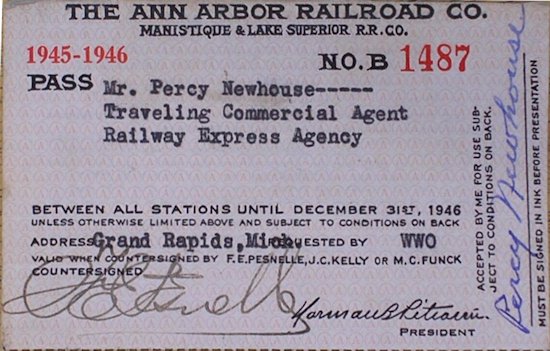 THE ANN ARBOR RAILROAD CO.
MANISTIQUE & LAKE SUPERIOR R.R. CO.
1945-1946
NO. B 1487
PASS Mr. Percy Newhouse-----
Traveling Commercial Agent
Railway Express Agency
BETWEEN ALL STATIONS UNTIL DECEMBER 31ST, 1946
UNLESS OTHERWISE LIMITED ABOVE AND SUBJECT TO CONDITIONS ON BACK
ADDRESS Grand Rapids, Mich. UESTED BY WWO
VALID WHEN COUNTERSIGNED BY F.E. PESNELLE, J.C. KELLY OR M.C. FUNCK
COUNTERSIGNED
PRESIDENT
ACCEPTED BY ME FOR USE SUB-
JECT TO CONDITIONS ON BACK.
Percy Newhouse
MUST BE SIGNED IN INK BEFORE PRESENTATION